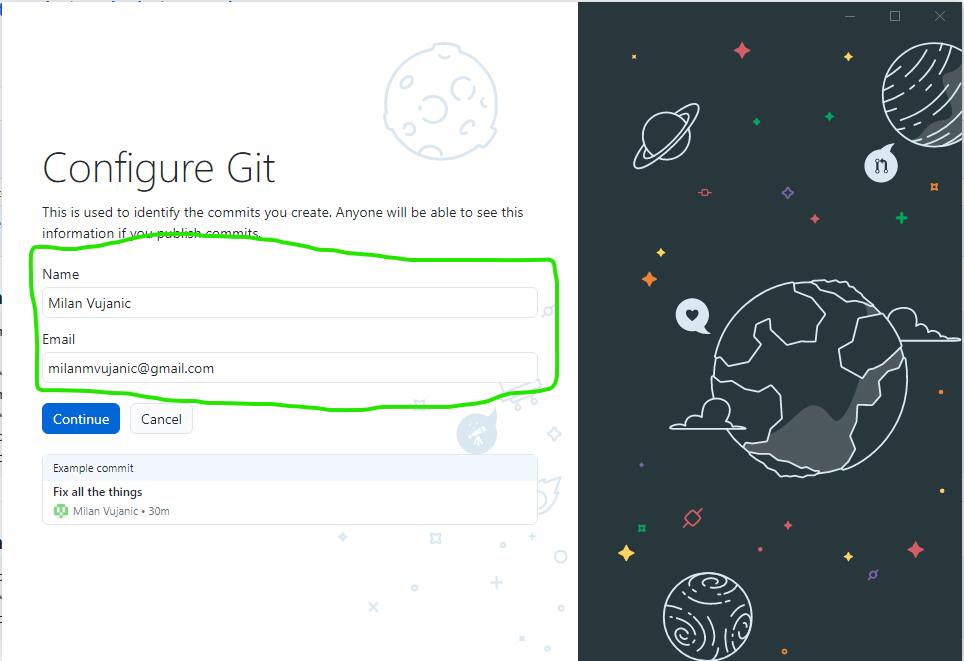 Configure Git
This is used to identify the commits you create. Anyone will be able to see this
information if you publish commits.
Name
Milan Vujanic
Email
milanmvujanic@gmail.com
Continue Cancel
Example commit
Fix all the things
Milan Vujanic • 30m